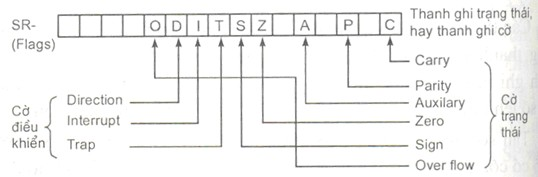 SR-
(Flags)
O D I T S Z A P C
Thanh ghi trạng thái,
hay thanh ghi cờ
Carry
Parity
Auxilary
Zero
Sign
Over flow
Cờ
trạng
thái
Cờ
điều
khiển
Direction
Interrupt
Trap